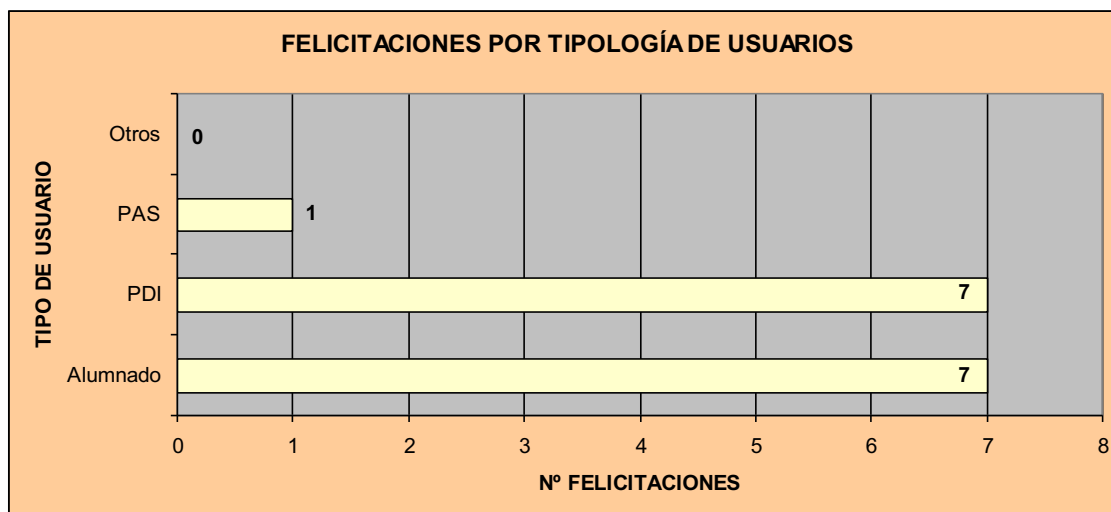 FELICITACIONES POR TIPOLOGÍA DE USUARIOS
TIPO DE USUARIO
Otros
0
PAS
1
PDI
7
Alumnado
7
0 1 2 3 4 5 6 7 8
Nº FELICITACIONES